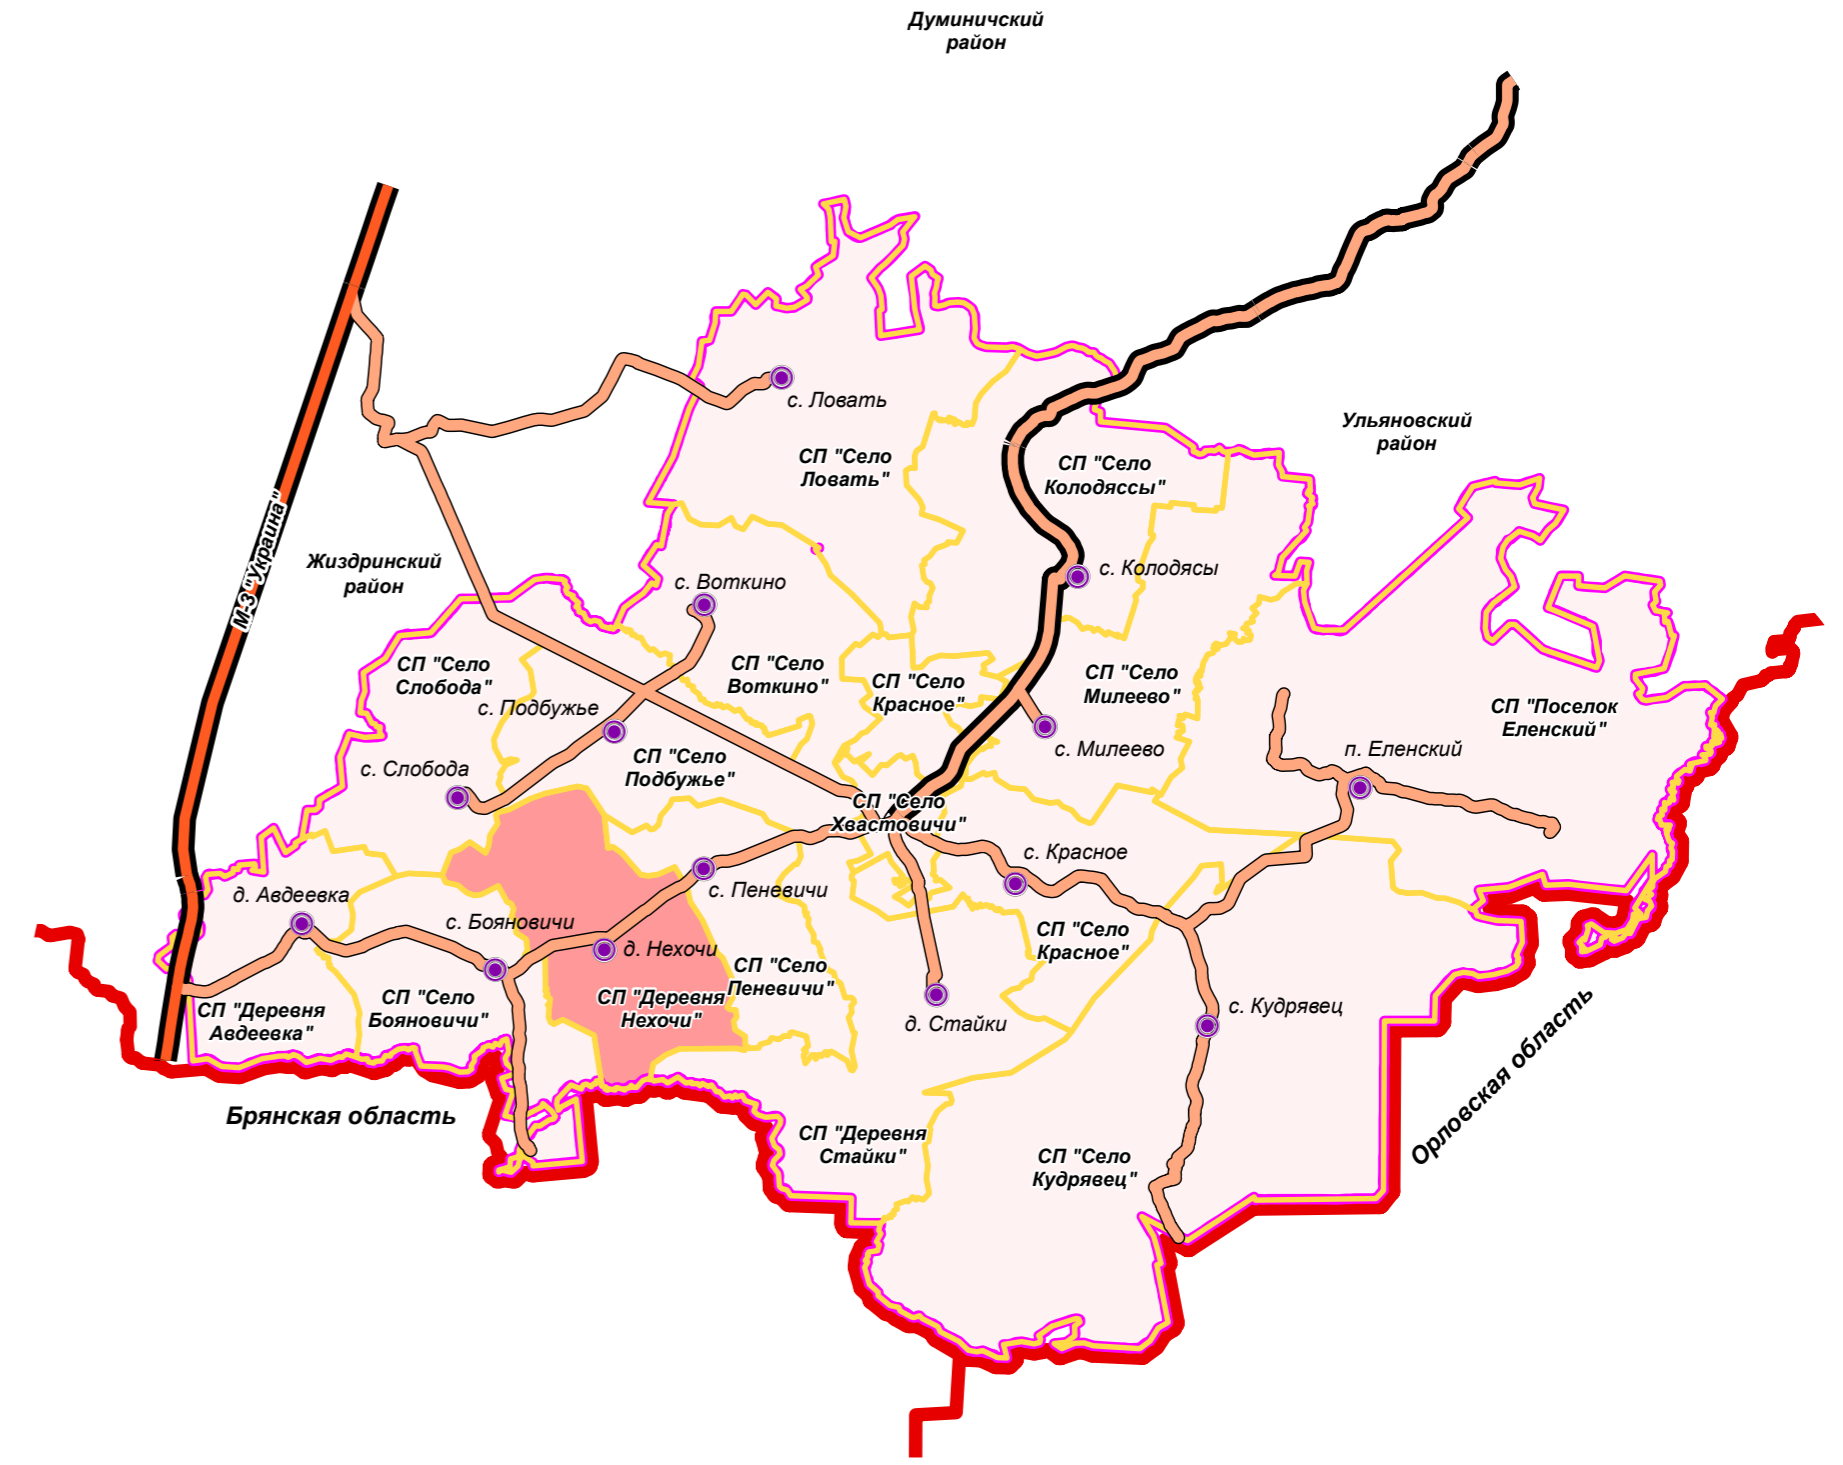 Думиничский
район
с. Ловать
Ульяновский
район
СП "Село
Ловать"
СП "Село
Колодяссы"
М-3 "Украина"
Жиздринский
район
с. Колодясы
с. Воткино
СП "Село
Слобода"
СП "Село
Воткино"
СП "Село
Красное"
СП "Село
Милеево"
с. Подбужье
СП "Поселок
Еленский"
с. Милеево
п. Еленский
СП "Село
Подбужье"
с. Слобода
СП "Село
Хвастовичи"
с. Красное
д. Авдеевка
с. Пеневичи
с. Бояновичи
д. Нехочи
СП "Село
Красное"
СП "Село
Пеневичи"
СП "Деревня
Авдеевка"
СП "Село
Бояновичи"
СП "Деревня
Нехочи"
д. Стайки
с. Кудрявец
Орловская область
Брянская область
СП "Деревня
Стайки"
СП "Село
Кудрявец"